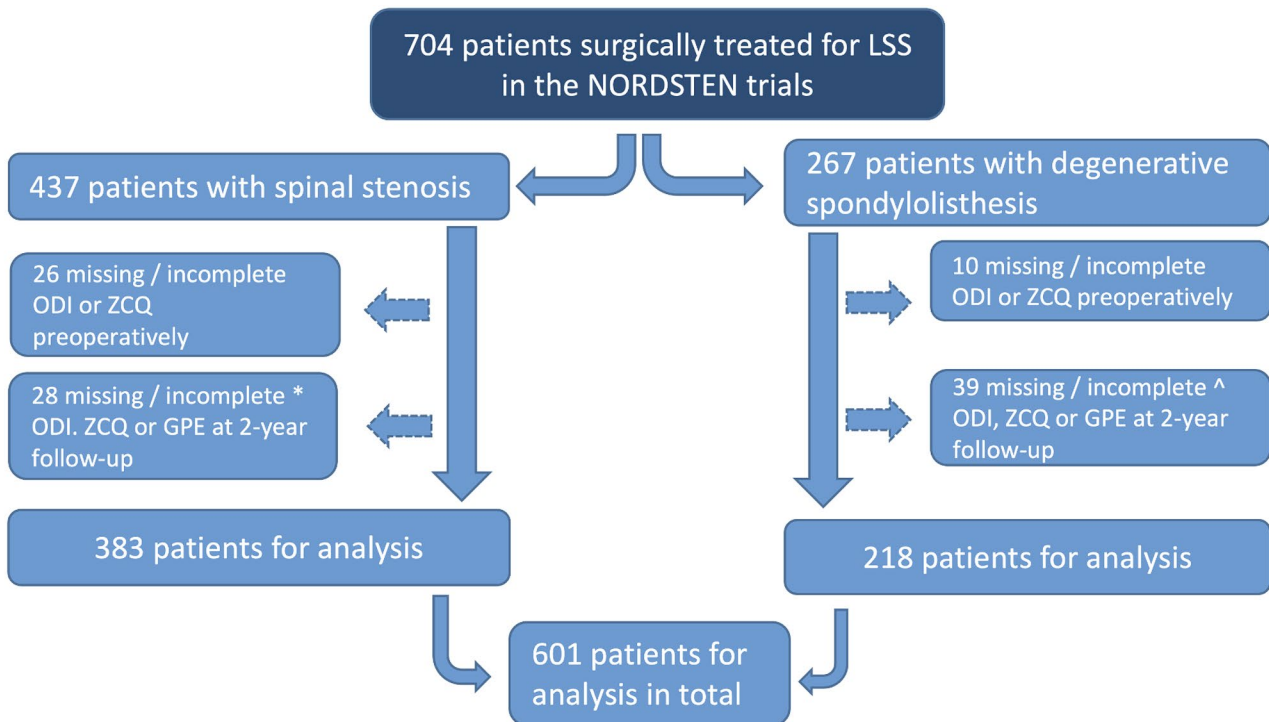 704 patients surgically treated for LSS
in the NORDSTEN trials
437 patients with spinal stenosis
267 patients with degenerative
spondylolisthesis
26 missing / incomplete
ODI or ZCQ
preoperatively
10 missing / incomplete
ODI or ZCQ preoperatively
28 missing / incomplete *
ODI. ZCQ or GPE at 2-year
follow-up
39 missing / incomplete ^
ODI, ZCQ or GPE at 2-year
follow-up
383 patients for analysis
218 patients for analysis
601 patients for
analysis in total